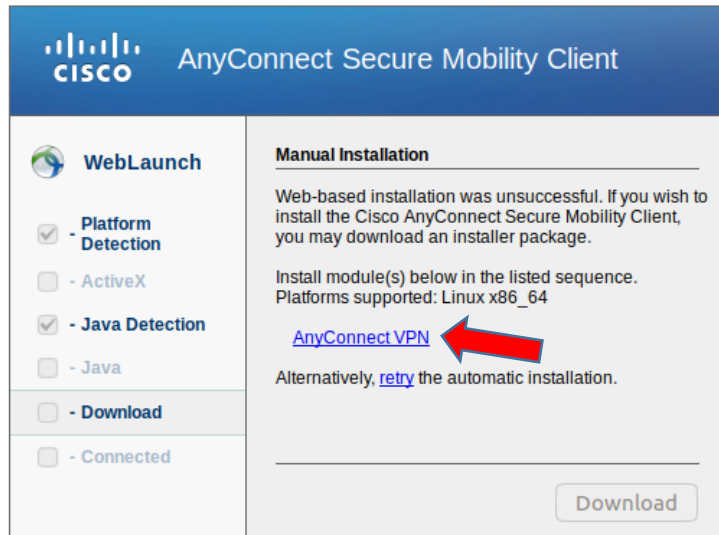 CISCO AnyConnect Secure Mobility Client
WebLaunch
- Platform
Detection
- ActiveX
- Java Detection
- Java
- Download
- Connected
Manual Installation
Web-based installation was unsuccessful. If you wish to
install the Cisco AnyConnect Secure Mobility Client,
you may download an installer package.
Install module(s) below in the listed sequence.
Platforms supported: Linux x86_64
AnyConnect VPN
Alternatively, retry the automatic installation.
Download